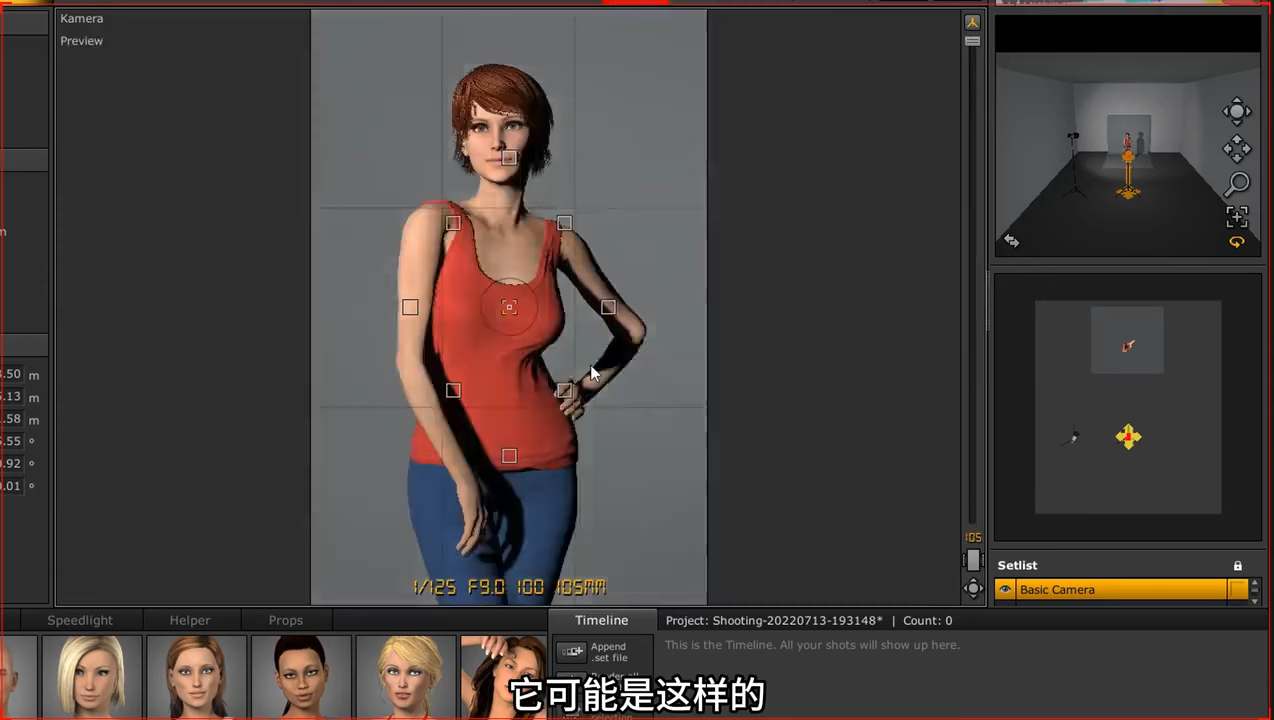 Kamera
Preview
.50 m
.13 m
.58 m
.55 °
.92 °
.01 °
105
1/125 F9.0 100 105MM
Setlist
Basic Camera
Speedlight
Helper
Props
Timeline
Project: Shooting-20220713-193148* | Count: 0
Append
.set file
This is the Timeline. All your shots will show up here.
它可能是这样的